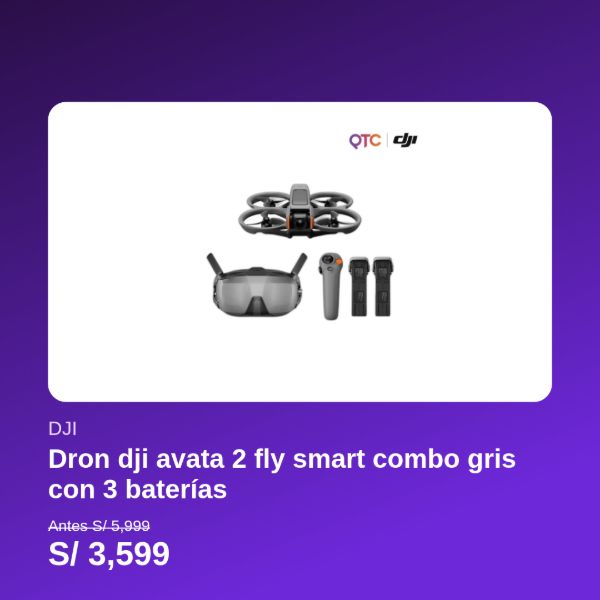 QTC | dji
DJI
Dron dji avata 2 fly smart combo gris
con 3 baterías
Antes S/ 5,999
S/ 3,599